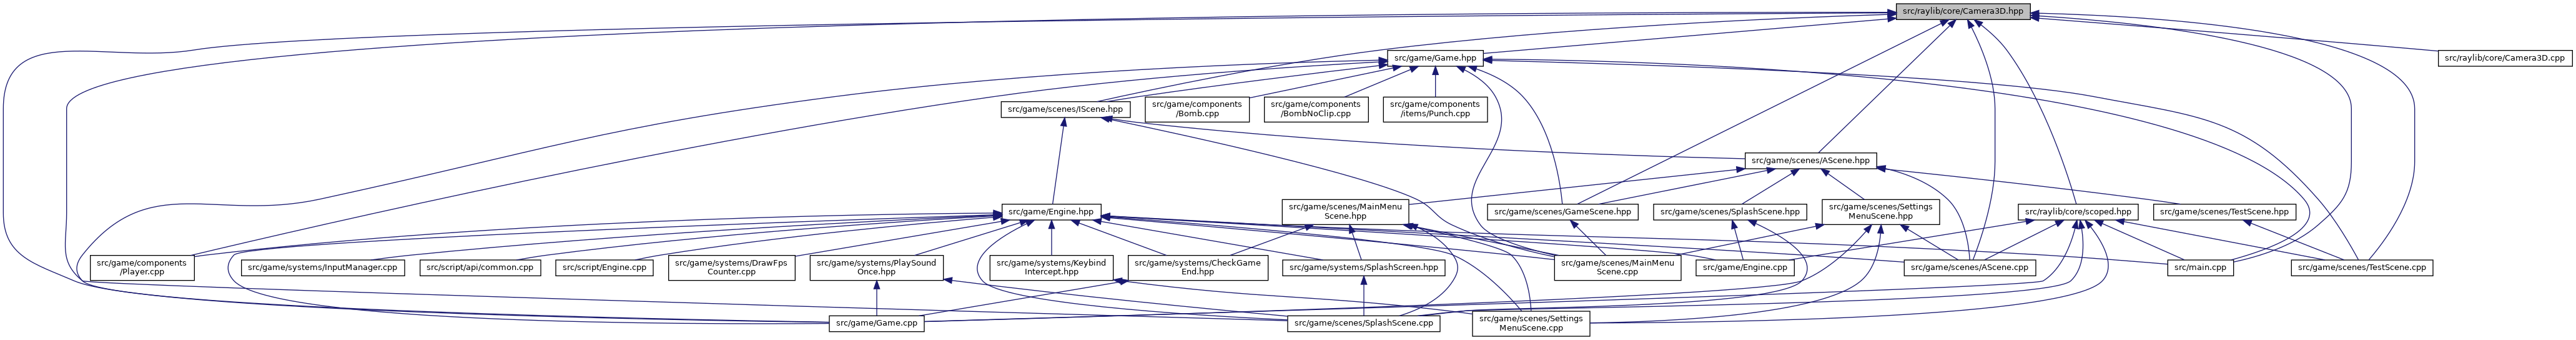 src/raylib/core/Camera3D.hpp
src/game/Game.hpp
src/raylib/core/Camera3D.cpp
src/game/scenes/IScene.hpp
src/game/components
/Bomb.cpp
src/game/components
/BombNoClip.cpp
src/game/components
/items/Punch.cpp
src/game/scenes/AScene.hpp
src/game/Engine.hpp
src/game/scenes/MainMenu
Scene.hpp
src/game/scenes/GameScene.hpp
src/game/scenes/SplashScene.hpp
src/game/scenes/Settings
MenuScene.hpp
src/raylib/core/scoped.hpp
src/game/scenes/TestScene.hpp
src/game/components
/Player.cpp
src/game/systems/InputManager.cpp
src/script/api/common.cpp
src/script/Engine.cpp
src/game/systems/DrawFps
Counter.cpp
src/game/systems/PlaySound
Once.hpp
src/game/systems/Keybind
Intercept.hpp
src/game/systems/CheckGame
End.hpp
src/game/systems/SplashScreen.hpp
src/game/scenes/MainMenu
Scene.cpp
src/game/Engine.cpp
src/game/scenes/AScene.cpp
src/main.cpp
src/game/scenes/TestScene.cpp
src/game/Game.cpp
src/game/scenes/SplashScene.cpp
src/game/scenes/Settings
MenuScene.cpp